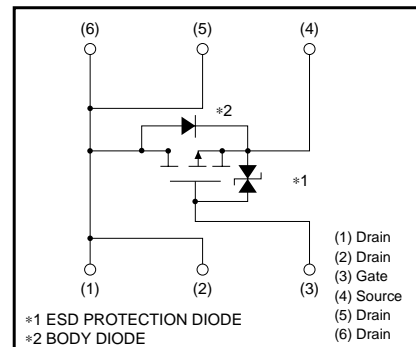 (6) (5) (4)
*2
*1
(1) Drain
(2) Drain
(3) Gate
(4) Source
(5) Drain
(6) Drain
(1) (2) (3)
*1 ESD PROTECTION DIODE
*2 BODY DIODE